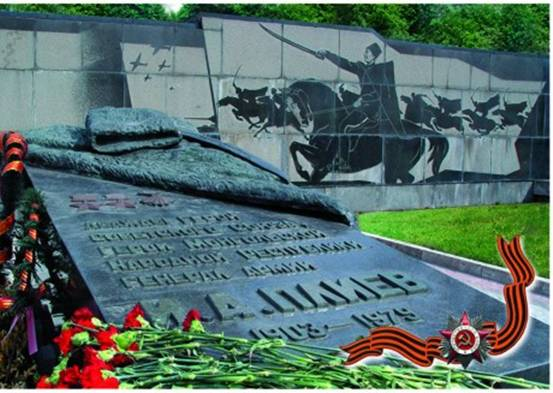 ДВАЖДЫ ГЕРОЙ
СОВЕТСКОГО СОЮЗА
ГЕРОЙ МОНГОЛЬСКОЙ
НАРОДНОЙ РЕСПУБЛИКИ
ГЕНЕРАЛ АРМИИ
И.А.ПЛИЕВ
1903 — 1979